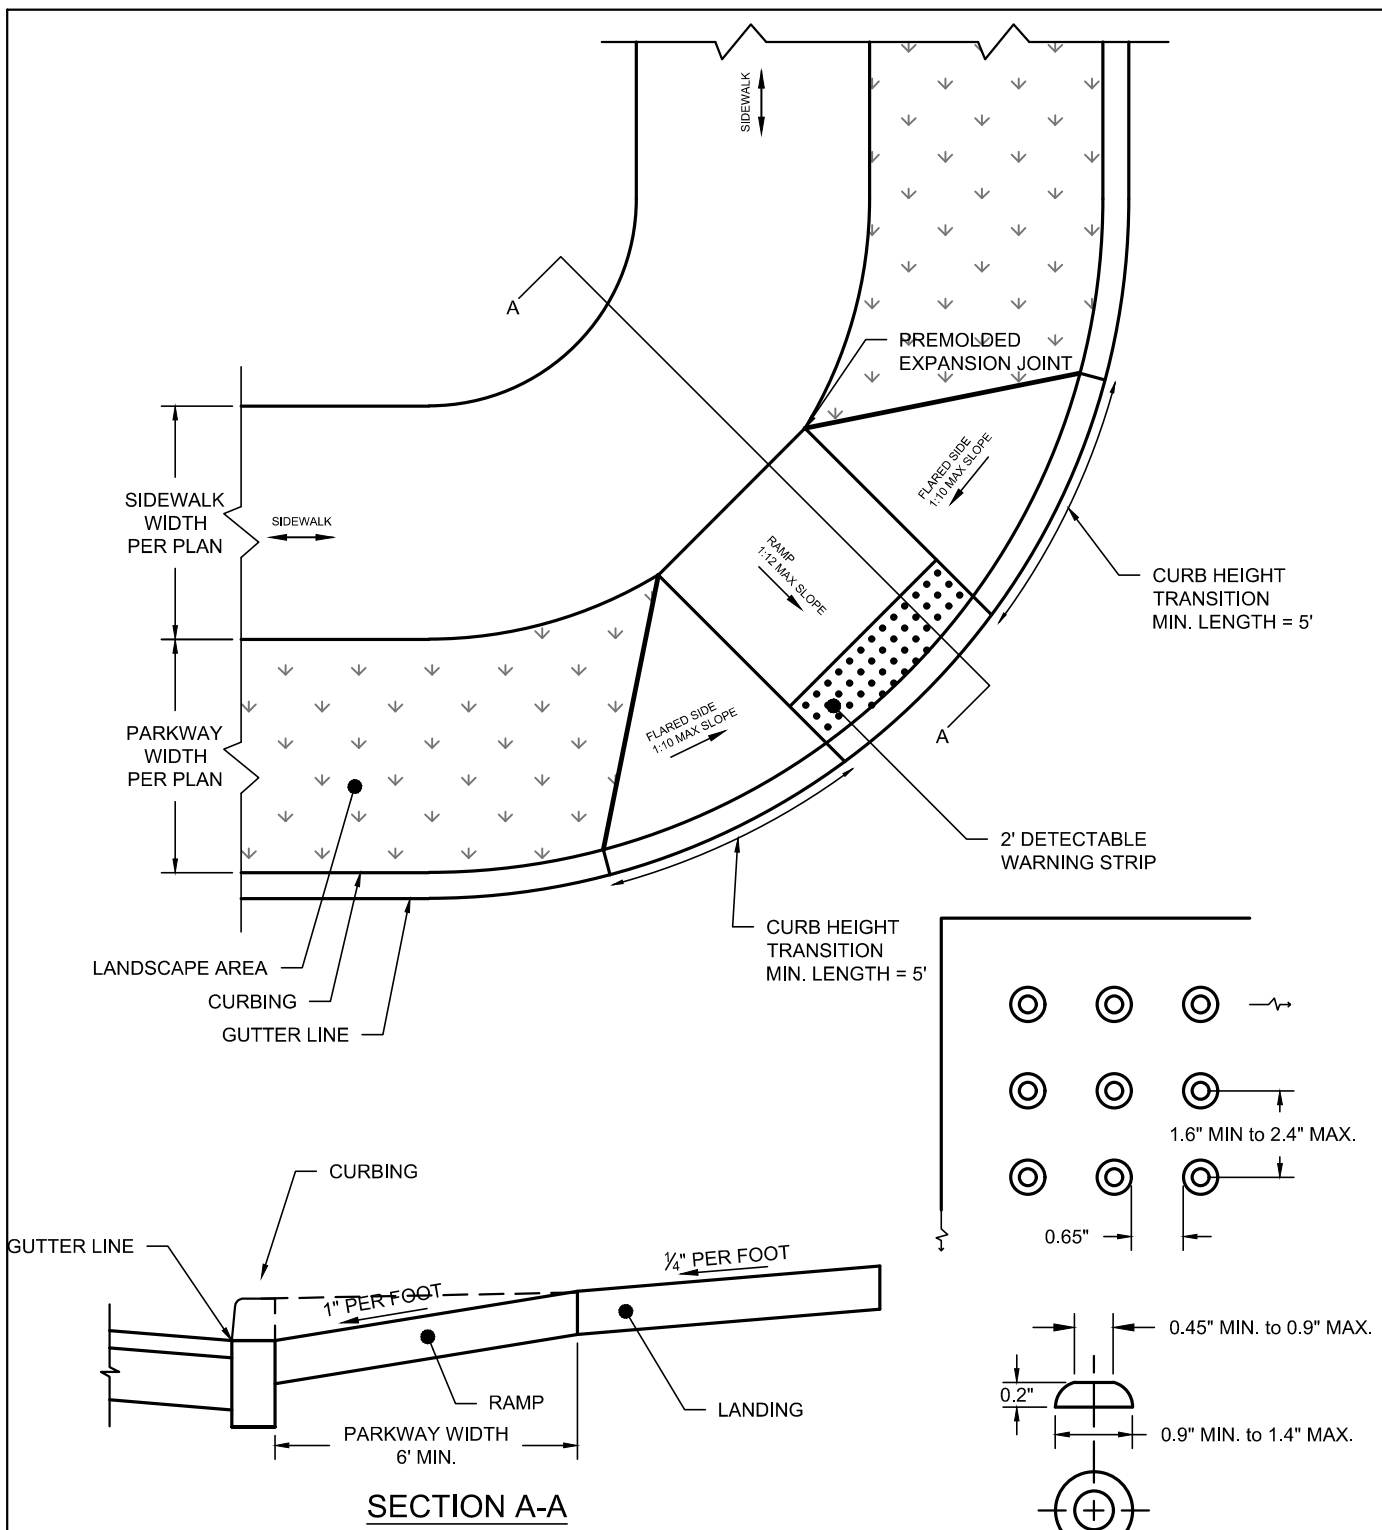 SIDEWALK
A
PREMOLDED
EXPANSION JOINT
FLARED SIDE
1:10 MAX SLOPE
SIDEWALK
WIDTH
PER PLAN
SIDEWALK
RAMP
1:12 MAX SLOPE
CURB HEIGHT
TRANSITION
MIN. LENGTH = 5'
PARKWAY
WIDTH
PER PLAN
FLARED SIDE
1:10 MAX SLOPE
A
2' DETECTABLE
WARNING STRIP
CURB HEIGHT
TRANSITION
MIN. LENGTH = 5'
LANDSCAPE AREA
CURBING
GUTTER LINE
1.6" MIN to 2.4" MAX.
0.65"
CURBING
GUTTER LINE
1" PER FOOT
¼" PER FOOT
RAMP
LANDING
PARKWAY WIDTH
6' MIN.
SECTION A-A
0.45" MIN. to 0.9" MAX.
0.2"
0.9" MIN. to 1.4" MAX.